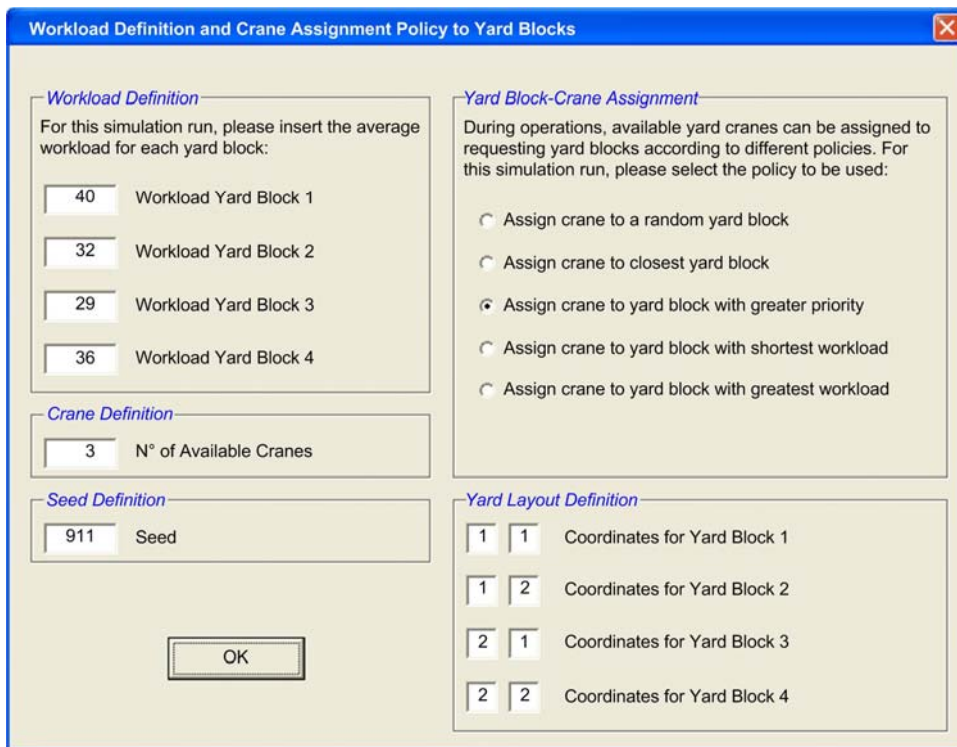 Workload Definition and Crane Assignment Policy to Yard Blocks
Workload Definition
For this simulation run, please insert the average
workload for each yard block:
40 Workload Yard Block 1
32 Workload Yard Block 2
29 Workload Yard Block 3
36 Workload Yard Block 4
Crane Definition
3 N° of Available Cranes
Seed Definition
911 Seed
OK
Yard Block-Crane Assignment
During operations, available yard cranes can be assigned to
requesting yard blocks according to different policies. For
this simulation run, please select the policy to be used:
Assign crane to a random yard block
Assign crane to closest yard block
Assign crane to yard block with greater priority
Assign crane to yard block with shortest workload
Assign crane to yard block with greatest workload
Yard Layout Definition
1 1 Coordinates for Yard Block 1
1 2 Coordinates for Yard Block 2
2 1 Coordinates for Yard Block 3
2 2 Coordinates for Yard Block 4